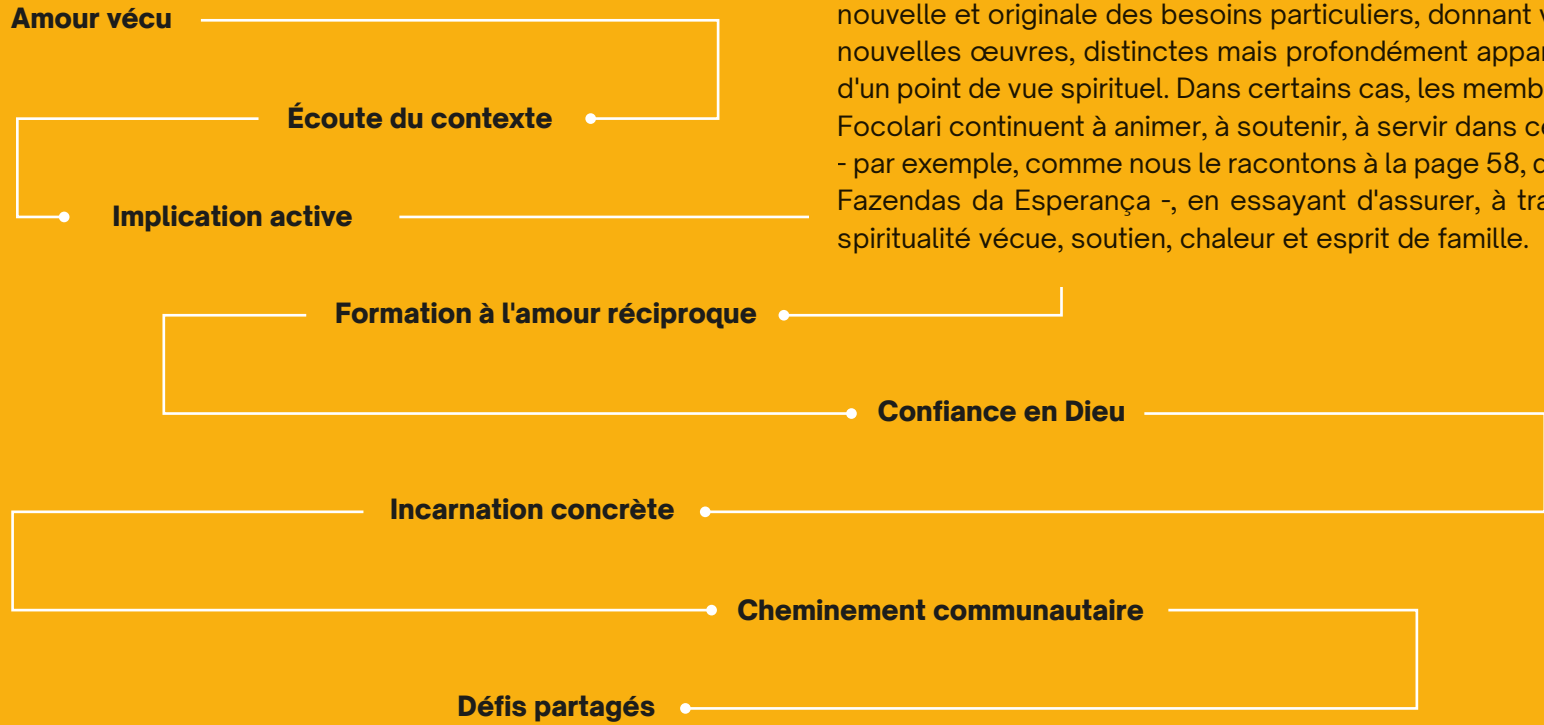 Amour vécu
Écoute du contexte
Implication active
Formation à l'amour réciproque
Confiance en Dieu
Incarnation concrète
Cheminement communautaire
Défis partagés
nouvelle et originale des besoins particuliers, donnant
nouvelles œuvres, distinctes mais profondément
d'un point de vue spirituel. Dans certains cas, les
Focolari continuent à animer, à soutenir, à servir dans
- par exemple, comme nous le racontons à la page 58,
Fazendas da Esperança -, en essayant d'assurer, à
spiritualité vécue, soutien, chaleur et esprit de famille.